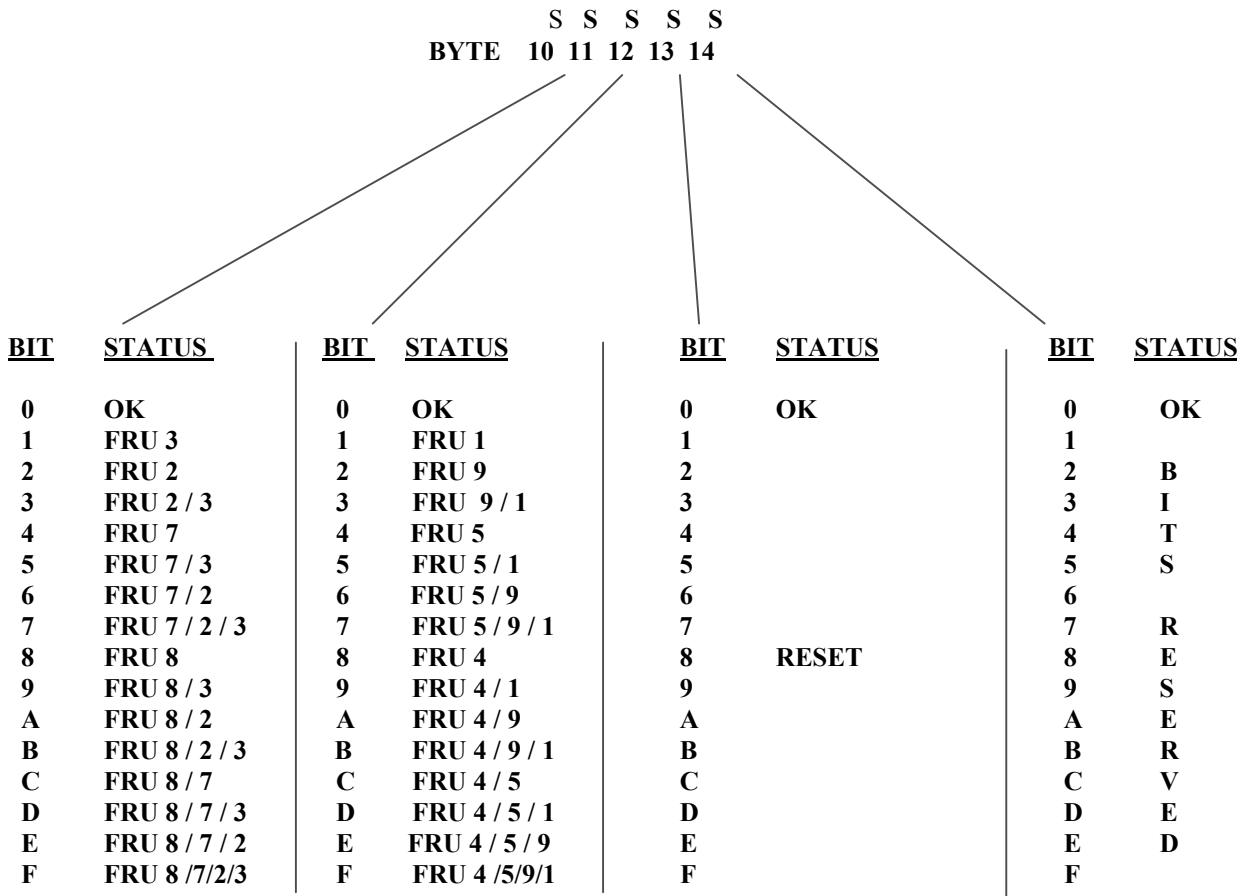 S S S S S
BYTE 10 11 12 13 14
BIT STATUS BIT STATUS BIT STATUS BIT STATUS
0 OK 0 OK 0 OK 0 OK
1 FRU 3 1 FRU 1 1 1
2 FRU 2 2 FRU 9 2 2 B
3 FRU 2 / 3 3 FRU 9 / 1 3 3 I
4 FRU 7 4 FRU 5 4 4 T
5 FRU 7 / 3 5 FRU 5 / 1 5 5 S
6 FRU 7 / 2 6 FRU 5 / 9 6 6
7 FRU 7 / 2 / 3 7 FRU 5 / 9 / 1 7 7 R
8 FRU 8 8 FRU 4 8 RESET 8 E
9 FRU 8 / 3 9 FRU 4 / 1 9 9 S
A FRU 8 / 2 A FRU 4 / 9 A A E
B FRU 8 / 2 / 3 B FRU 4 / 9 / 1 B B R
C FRU 8 / 7 C FRU 4 / 5 C C V
D FRU 8 / 7 / 3 D FRU 4 / 5 / 1 D D E
E FRU 8 / 7 / 2 E FRU 4 / 5 / 9 E E D
F FRU 8 /7/2/3 F FRU 4 /5/9/1 F F